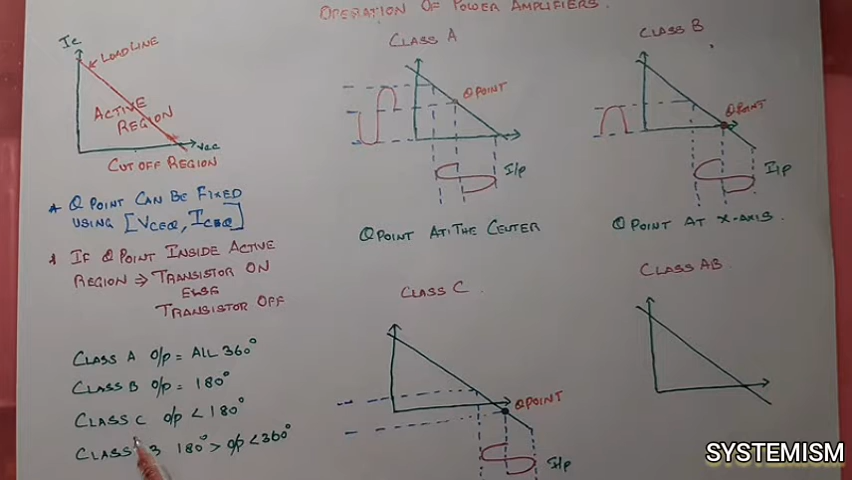 OPERATION OF POWER AMPLIFIERS.
IC
LOADLINE
ACTIVE
REGION
VCC
CUT OFF REGION
* Q POINT CAN BE FIXED
USING [VCEQ, ICEQ]
* IF Q POINT INSIDE ACTIVE
REGION ⇒ TRANSISTOR ON
ELSE
TRANSISTOR OFF
CLASS A O/P = ALL 360°
CLASS B O/P = 180°
CLASS C O/P < 180°
CLASS B 180° > O/P < 360°
CLASS A
Q POINT
I/P
Q POINT AT THE CENTER
CLASS B
Q POINT
I/P
Q POINT AT X-AXIS.
CLASS C
Q POINT
I/P
CLASS AB
SYSTEMISM